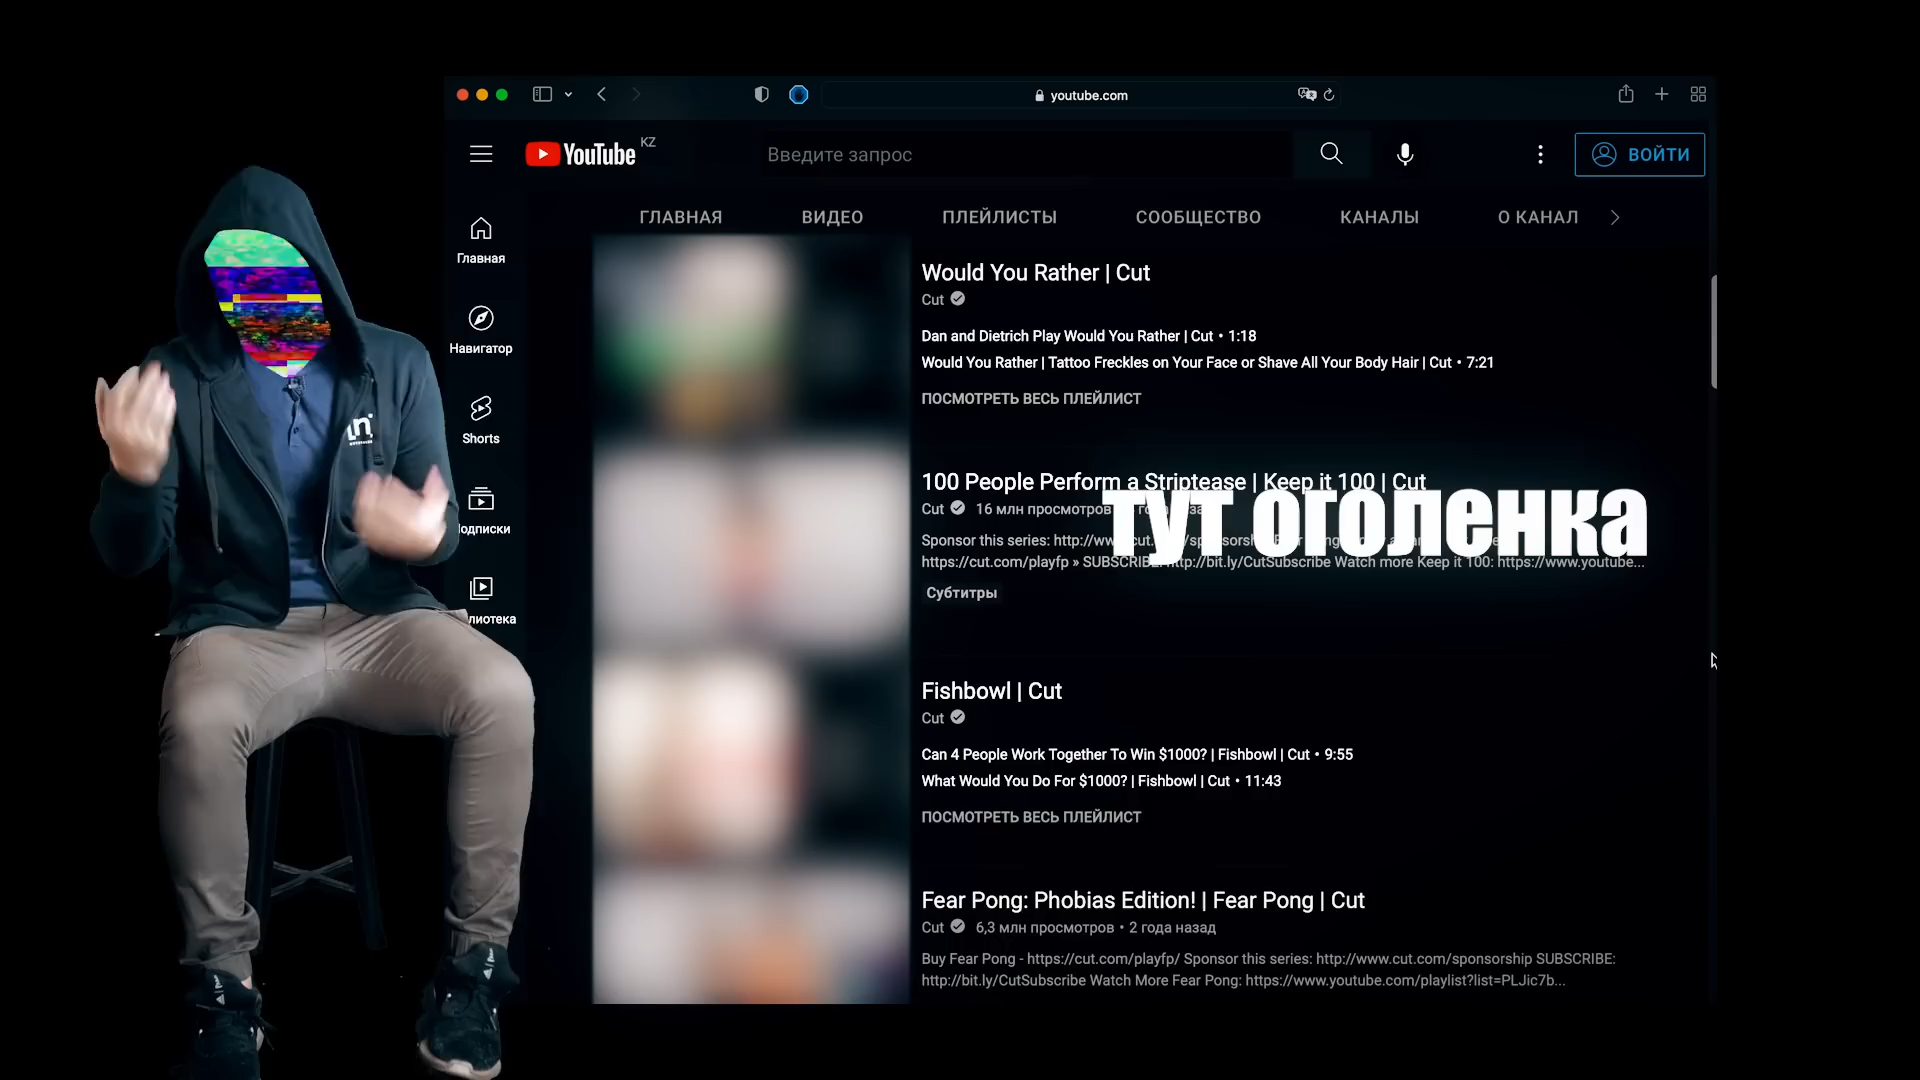 youtube.com
YouTube KZ
Введите запрос
ВОЙТИ
ГЛАВНАЯ ВИДЕО ПЛЕЙЛИСТЫ СООБЩЕСТВО КАНАЛЫ О КАНАЛ
Главная
Навигатор
Shorts
одписки
лиотека
Would You Rather | Cut
Cut
Dan and Dietrich Play Would You Rather | Cut • 1:18
Would You Rather | Tattoo Freckles on Your Face or Shave All Your Body Hair | Cut • 7:21
ПОСМОТРЕТЬ ВЕСЬ ПЛЕЙЛИСТ
100 People Perform a Striptease | Keep it 100 | Cut
тут оголенка
Cut 16 млн просмотров
Sponsor this series:
https://cut.com/playfp » SUBSCRIBE: http://bit.ly/CutSubscribe Watch more Keep it 100: https://www.youtube...
Субтитры
Fishbowl | Cut
Cut
Can 4 People Work Together To Win $1000? | Fishbowl | Cut • 9:55
What Would You Do For $1000? | Fishbowl | Cut • 11:43
ПОСМОТРЕТЬ ВЕСЬ ПЛЕЙЛИСТ
Fear Pong: Phobias Edition! | Fear Pong | Cut
Cut 6,3 млн просмотров • 2 года назад
Buy Fear Pong - https://cut.com/playfp/ Sponsor this series: http://www.cut.com/sponsorship SUBSCRIBE:
http://bit.ly/CutSubscribe Watch More Fear Pong: https://www.youtube.com/playlist?list=PLJic7b...